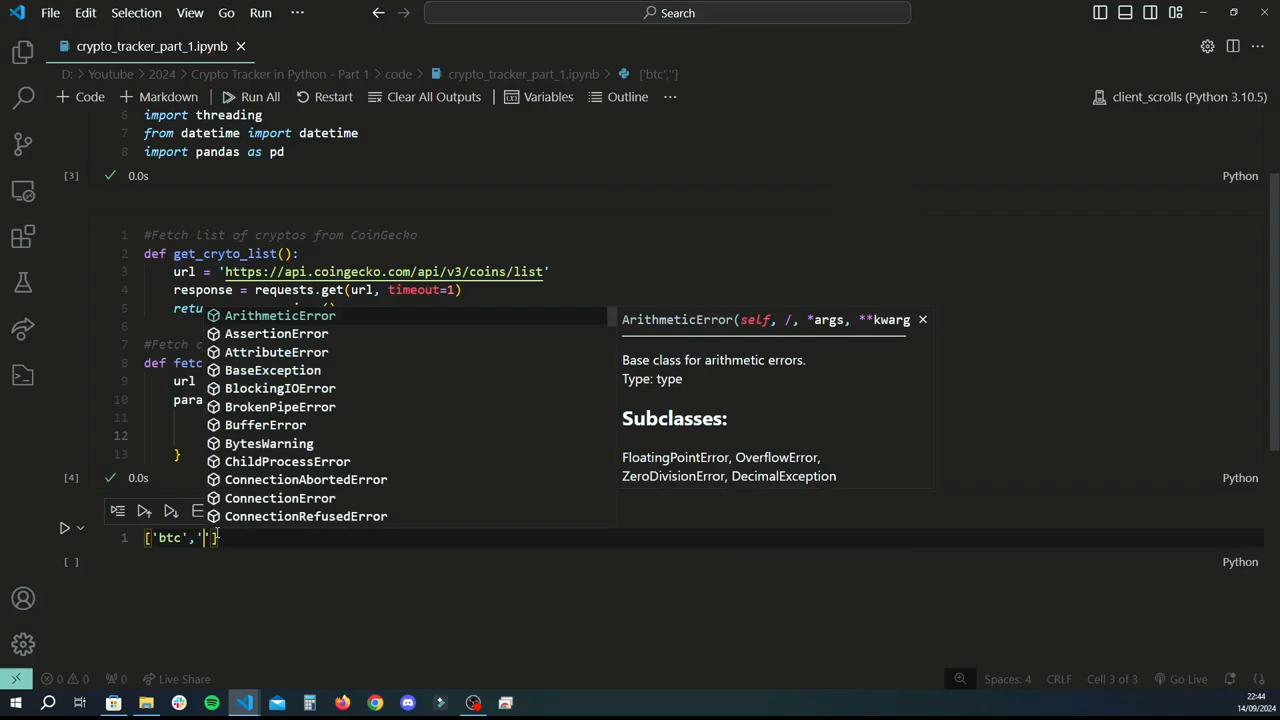 File Edit Selection View Go Run ··· Search
crypto_tracker_part_1.ipynb
D: > Youtube > 2024 > Crypto Tracker in Python - Part 1 > code > crypto_tracker_part_1.ipynb > ['btc','']
+ Code + Markdown Run All Restart Clear All Outputs Variables Outline ··· client_scrolls (Python 3.10.5)
6 import threading
7 from datetime import datetime
8 import pandas as pd
[3] 0.0s Python
1 #Fetch list of cryptos from CoinGecko
2 def get_cryto_list():
3 url = 'https://api.coingecko.com/api/v3/coins/list'
4 response = requests.get(url, timeout=1)
5 retu
6
7 #Fetch c
8 def fetc
9 url
10 para
11
12
13 }
[4] 0.0s Python
ArithmeticError
AssertionError
AttributeError
BaseException
BlockingIOError
BrokenPipeError
BufferError
BytesWarning
ChildProcessError
ConnectionAbortedError
ConnectionError
ConnectionRefusedError
ArithmeticError(self, /, *args, **kwarg
Base class for arithmetic errors.
Type: type
Subclasses:
FloatingPointError, OverflowError,
ZeroDivisionError, DecimalException
1 ['btc','']
[ ] Python
0 0 0 Live Share Spaces: 4 CRLF Cell 3 of 3 Go Live
22:44
14/09/2024